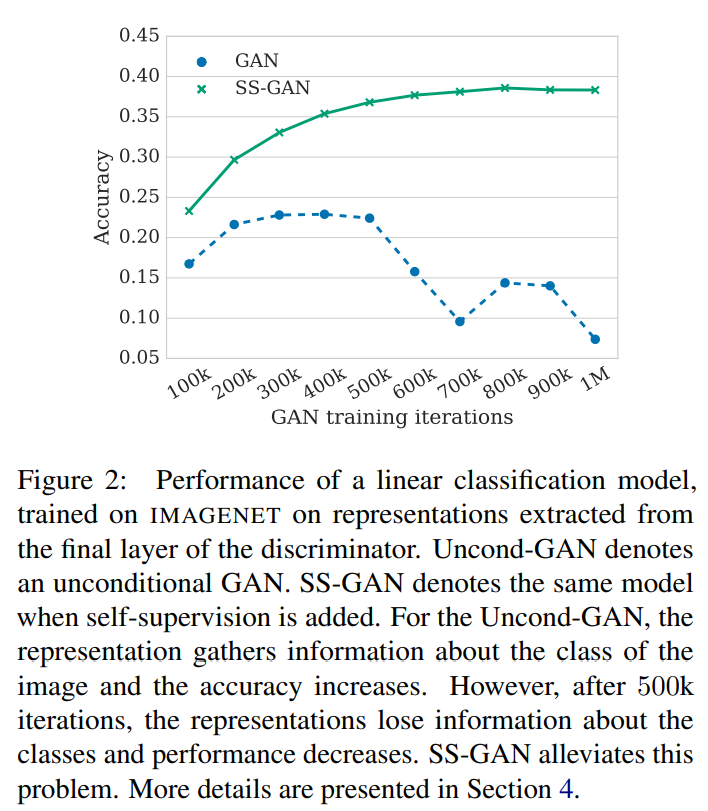 0.45
0.40
0.35
0.30
0.25
0.20
0.15
0.10
0.05
Accuracy
GAN
SS-GAN
100k 200k 300k 400k 500k 600k 700k 800k 900k 1M
GAN training iterations
Figure 2: Performance of a linear classification model,
trained on IMAGENET on representations extracted from
the final layer of the discriminator. Uncond-GAN denotes
an unconditional GAN. SS-GAN denotes the same model
when self-supervision is added. For the Uncond-GAN, the
representation gathers information about the class of the
image and the accuracy increases. However, after 500k
iterations, the representations lose information about the
classes and performance decreases. SS-GAN alleviates this
problem. More details are presented in Section 4.